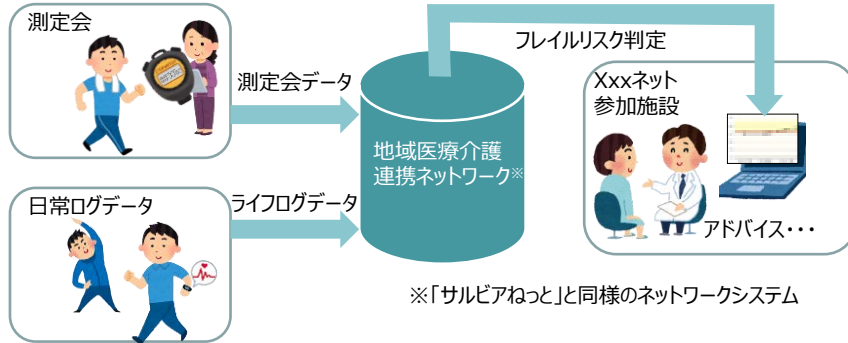 測定会
測定会データ
日常ログデータ
ライフログデータ
地域医療介護
連携ネットワーク※
フレイルリスク判定
Xxxネット
参加施設
アドバイス・・・
※「サルビアねっと」と同様のネットワークシステム